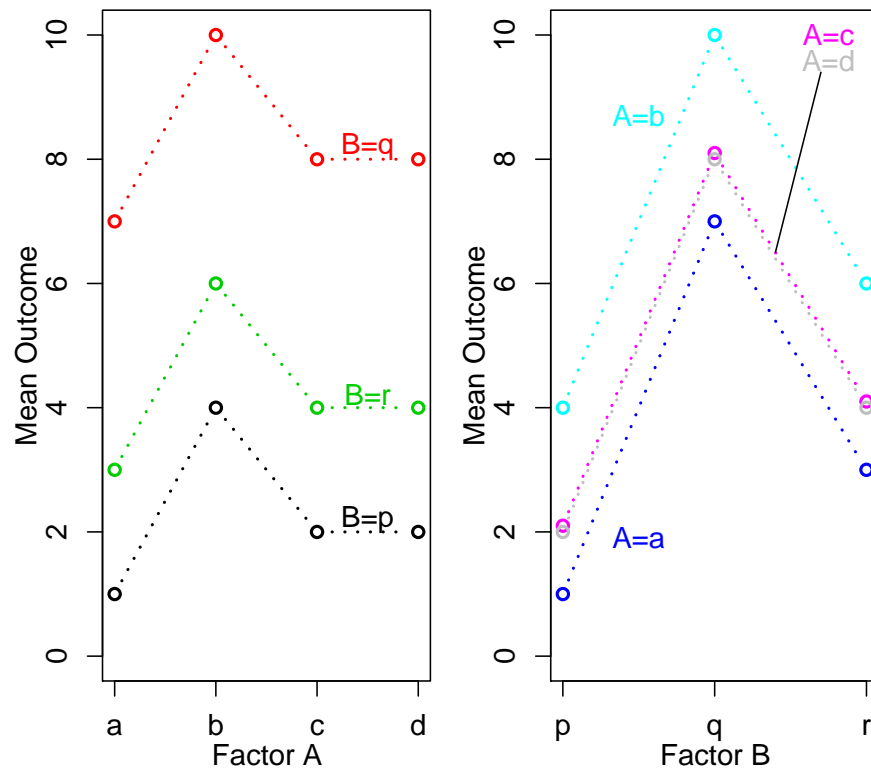 Mean Outcome
0
2
4
6
8
10
B=q
B=r
B=p
a b c d
Factor A
Mean Outcome
0
2
4
6
8
10
A=c
A=d
A=b
A=a
p q r
Factor B